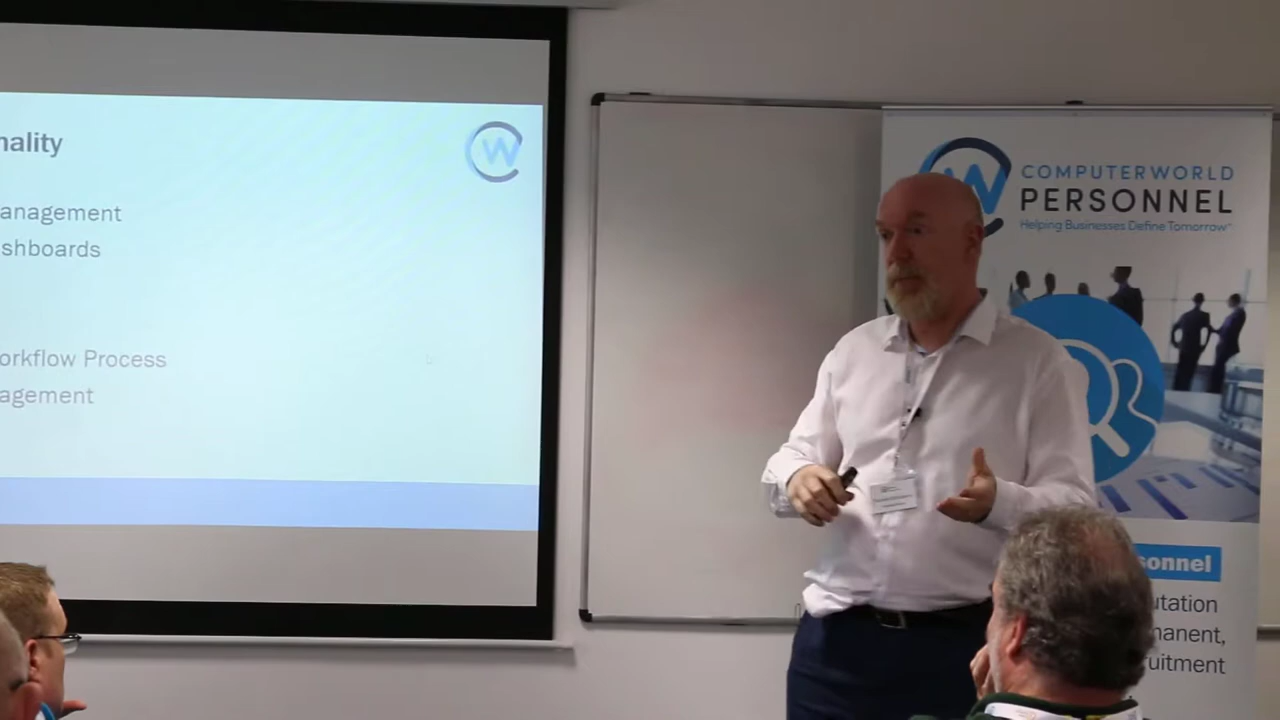 nality
anagement
shboards
orkflow Process
agement
W
COMPUTERWORLD
PERSONNEL
Helping Businesses Define Tomorrow
sonnel
utation
manent,
ruitment